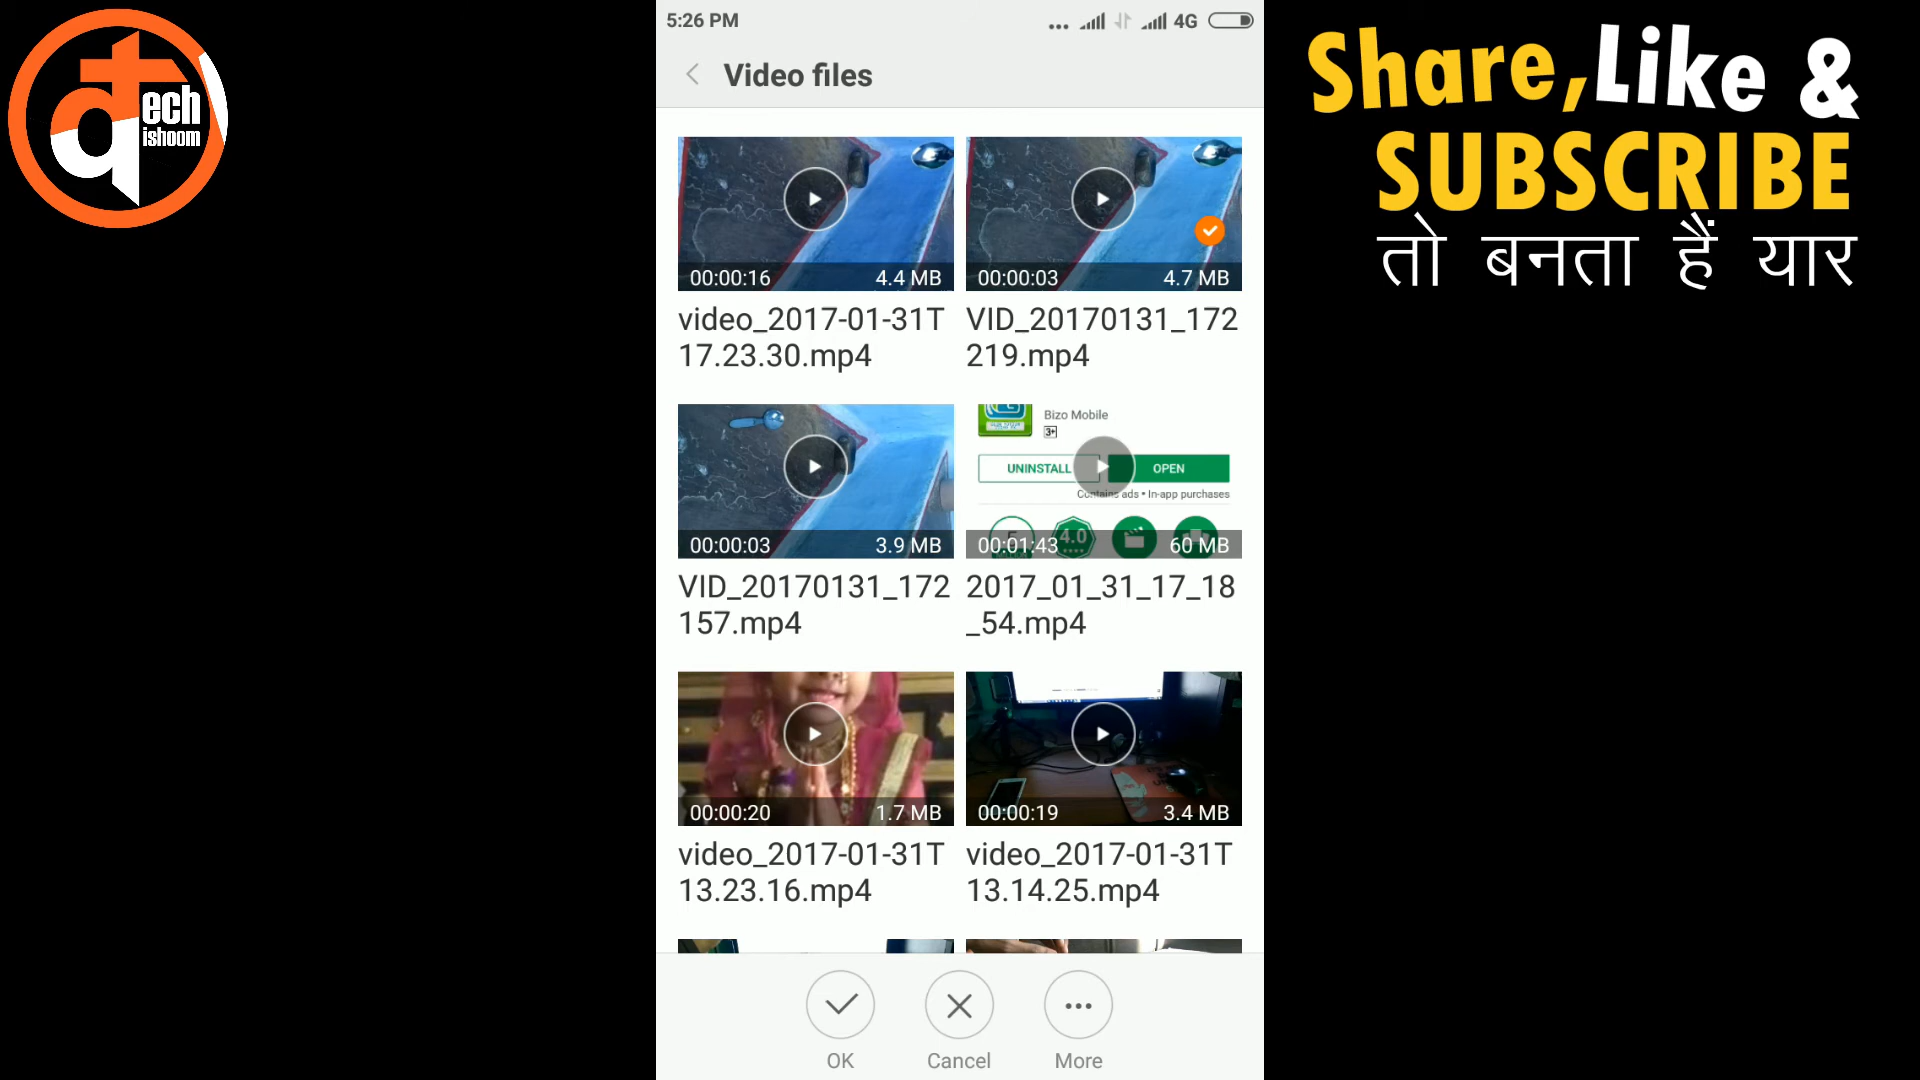 5:26 PM
4G
Video files
ech
ishoom
Share, Like &
SUBSCRIBE
तो बनता हैं यार
00:00:16 4.4 MB
00:00:03 4.7 MB
video_2017-01-31T
17.23.30.mp4
VID_20170131_172
219.mp4
Bizo Mobile
3+
UNINSTALL
OPEN
Contains ads • In-app purchases
4.0
00:00:03 3.9 MB
00:01:43 60 MB
VID_20170131_172
157.mp4
2017_01_31_17_18
_54.mp4
00:00:20 1.7 MB
00:00:19 3.4 MB
video_2017-01-31T
13.23.16.mp4
video_2017-01-31T
13.14.25.mp4
OK
Cancel
More